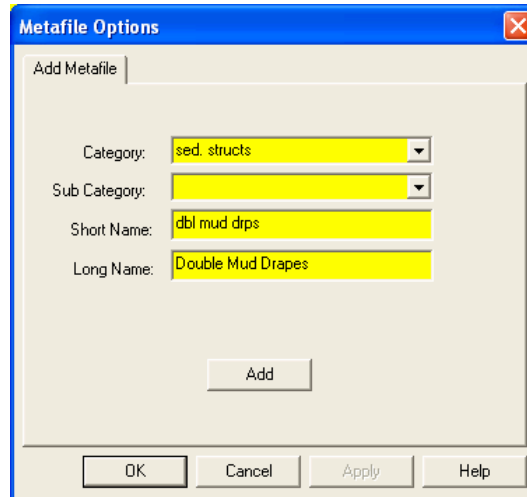 Metafile Options
Add Metafile
Category: sed. structs
Sub Category:
Short Name: dbl mud drps
Long Name: Double Mud Drapes
Add
OK Cancel Apply Help